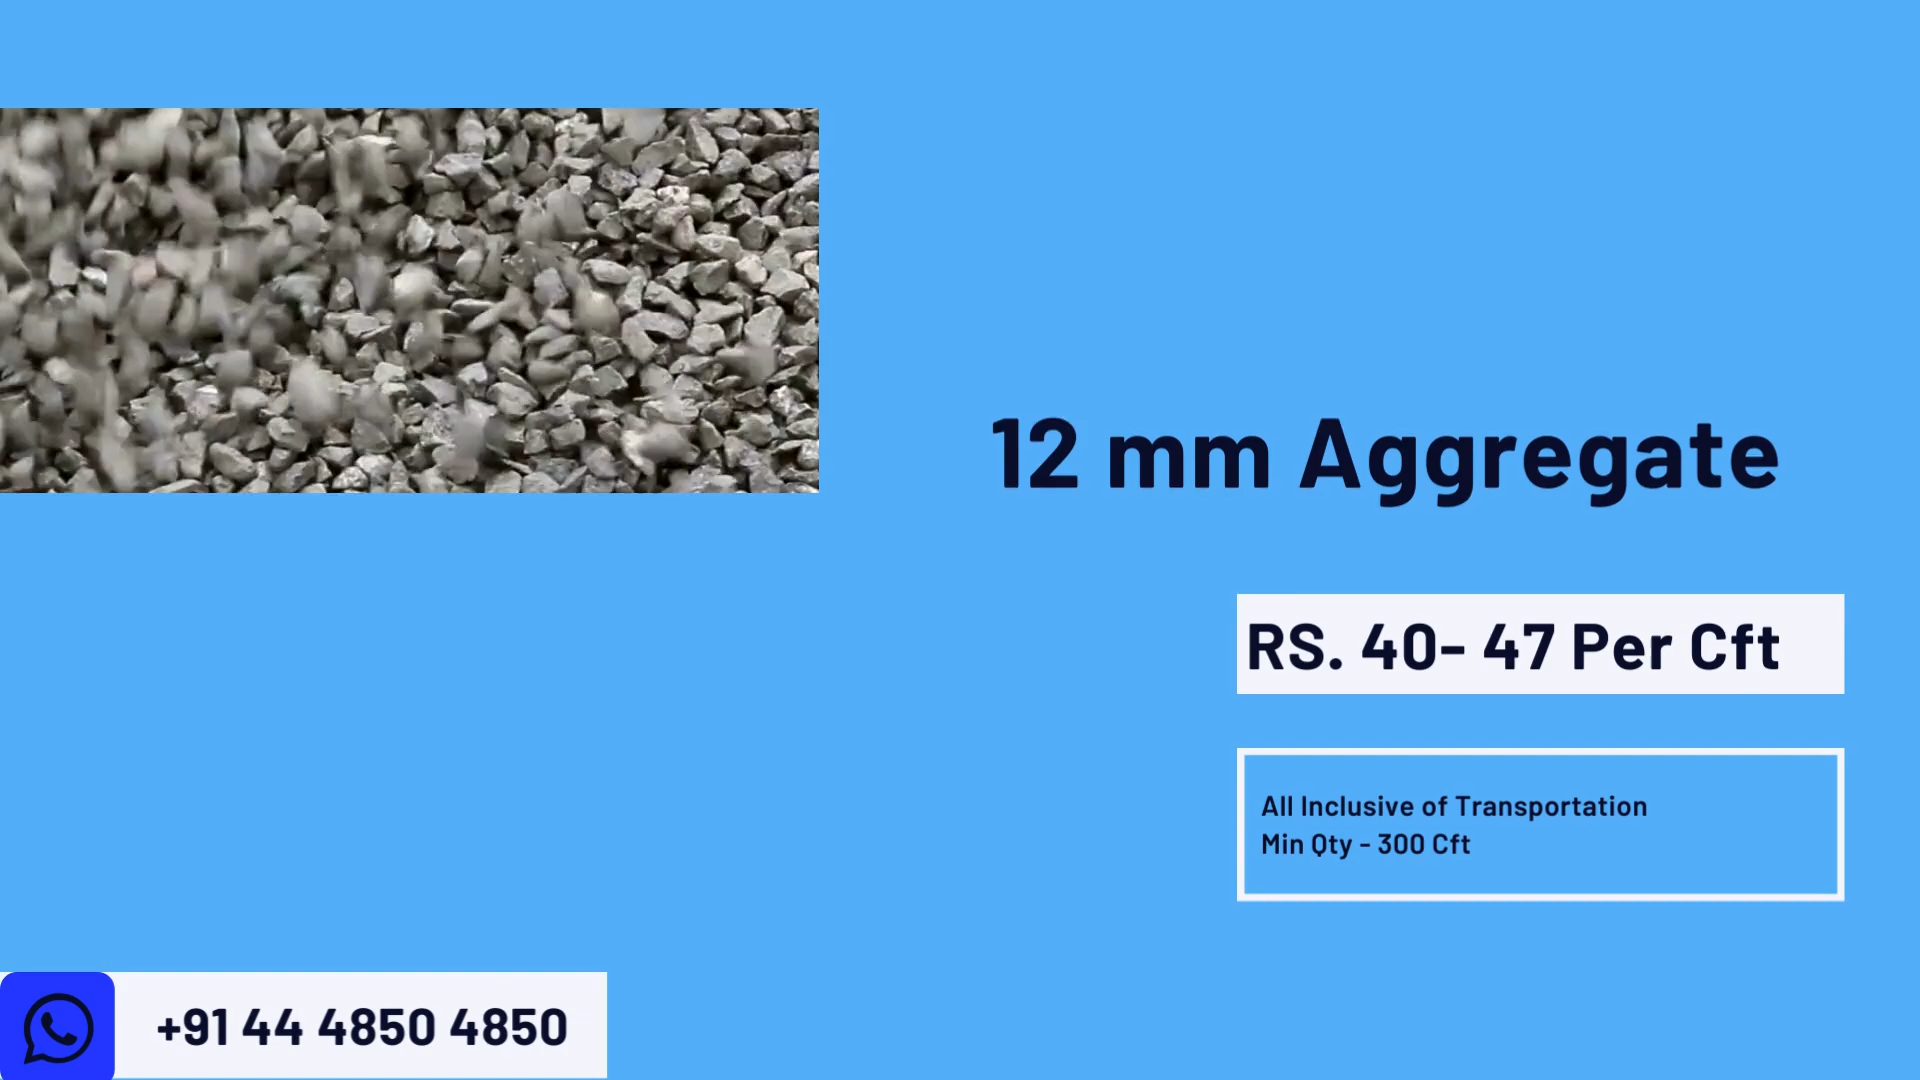 12 mm Aggregate
RS. 40- 47 Per Cft
All Inclusive of Transportation
Min Qty - 300 Cft
+91 44 4850 4850